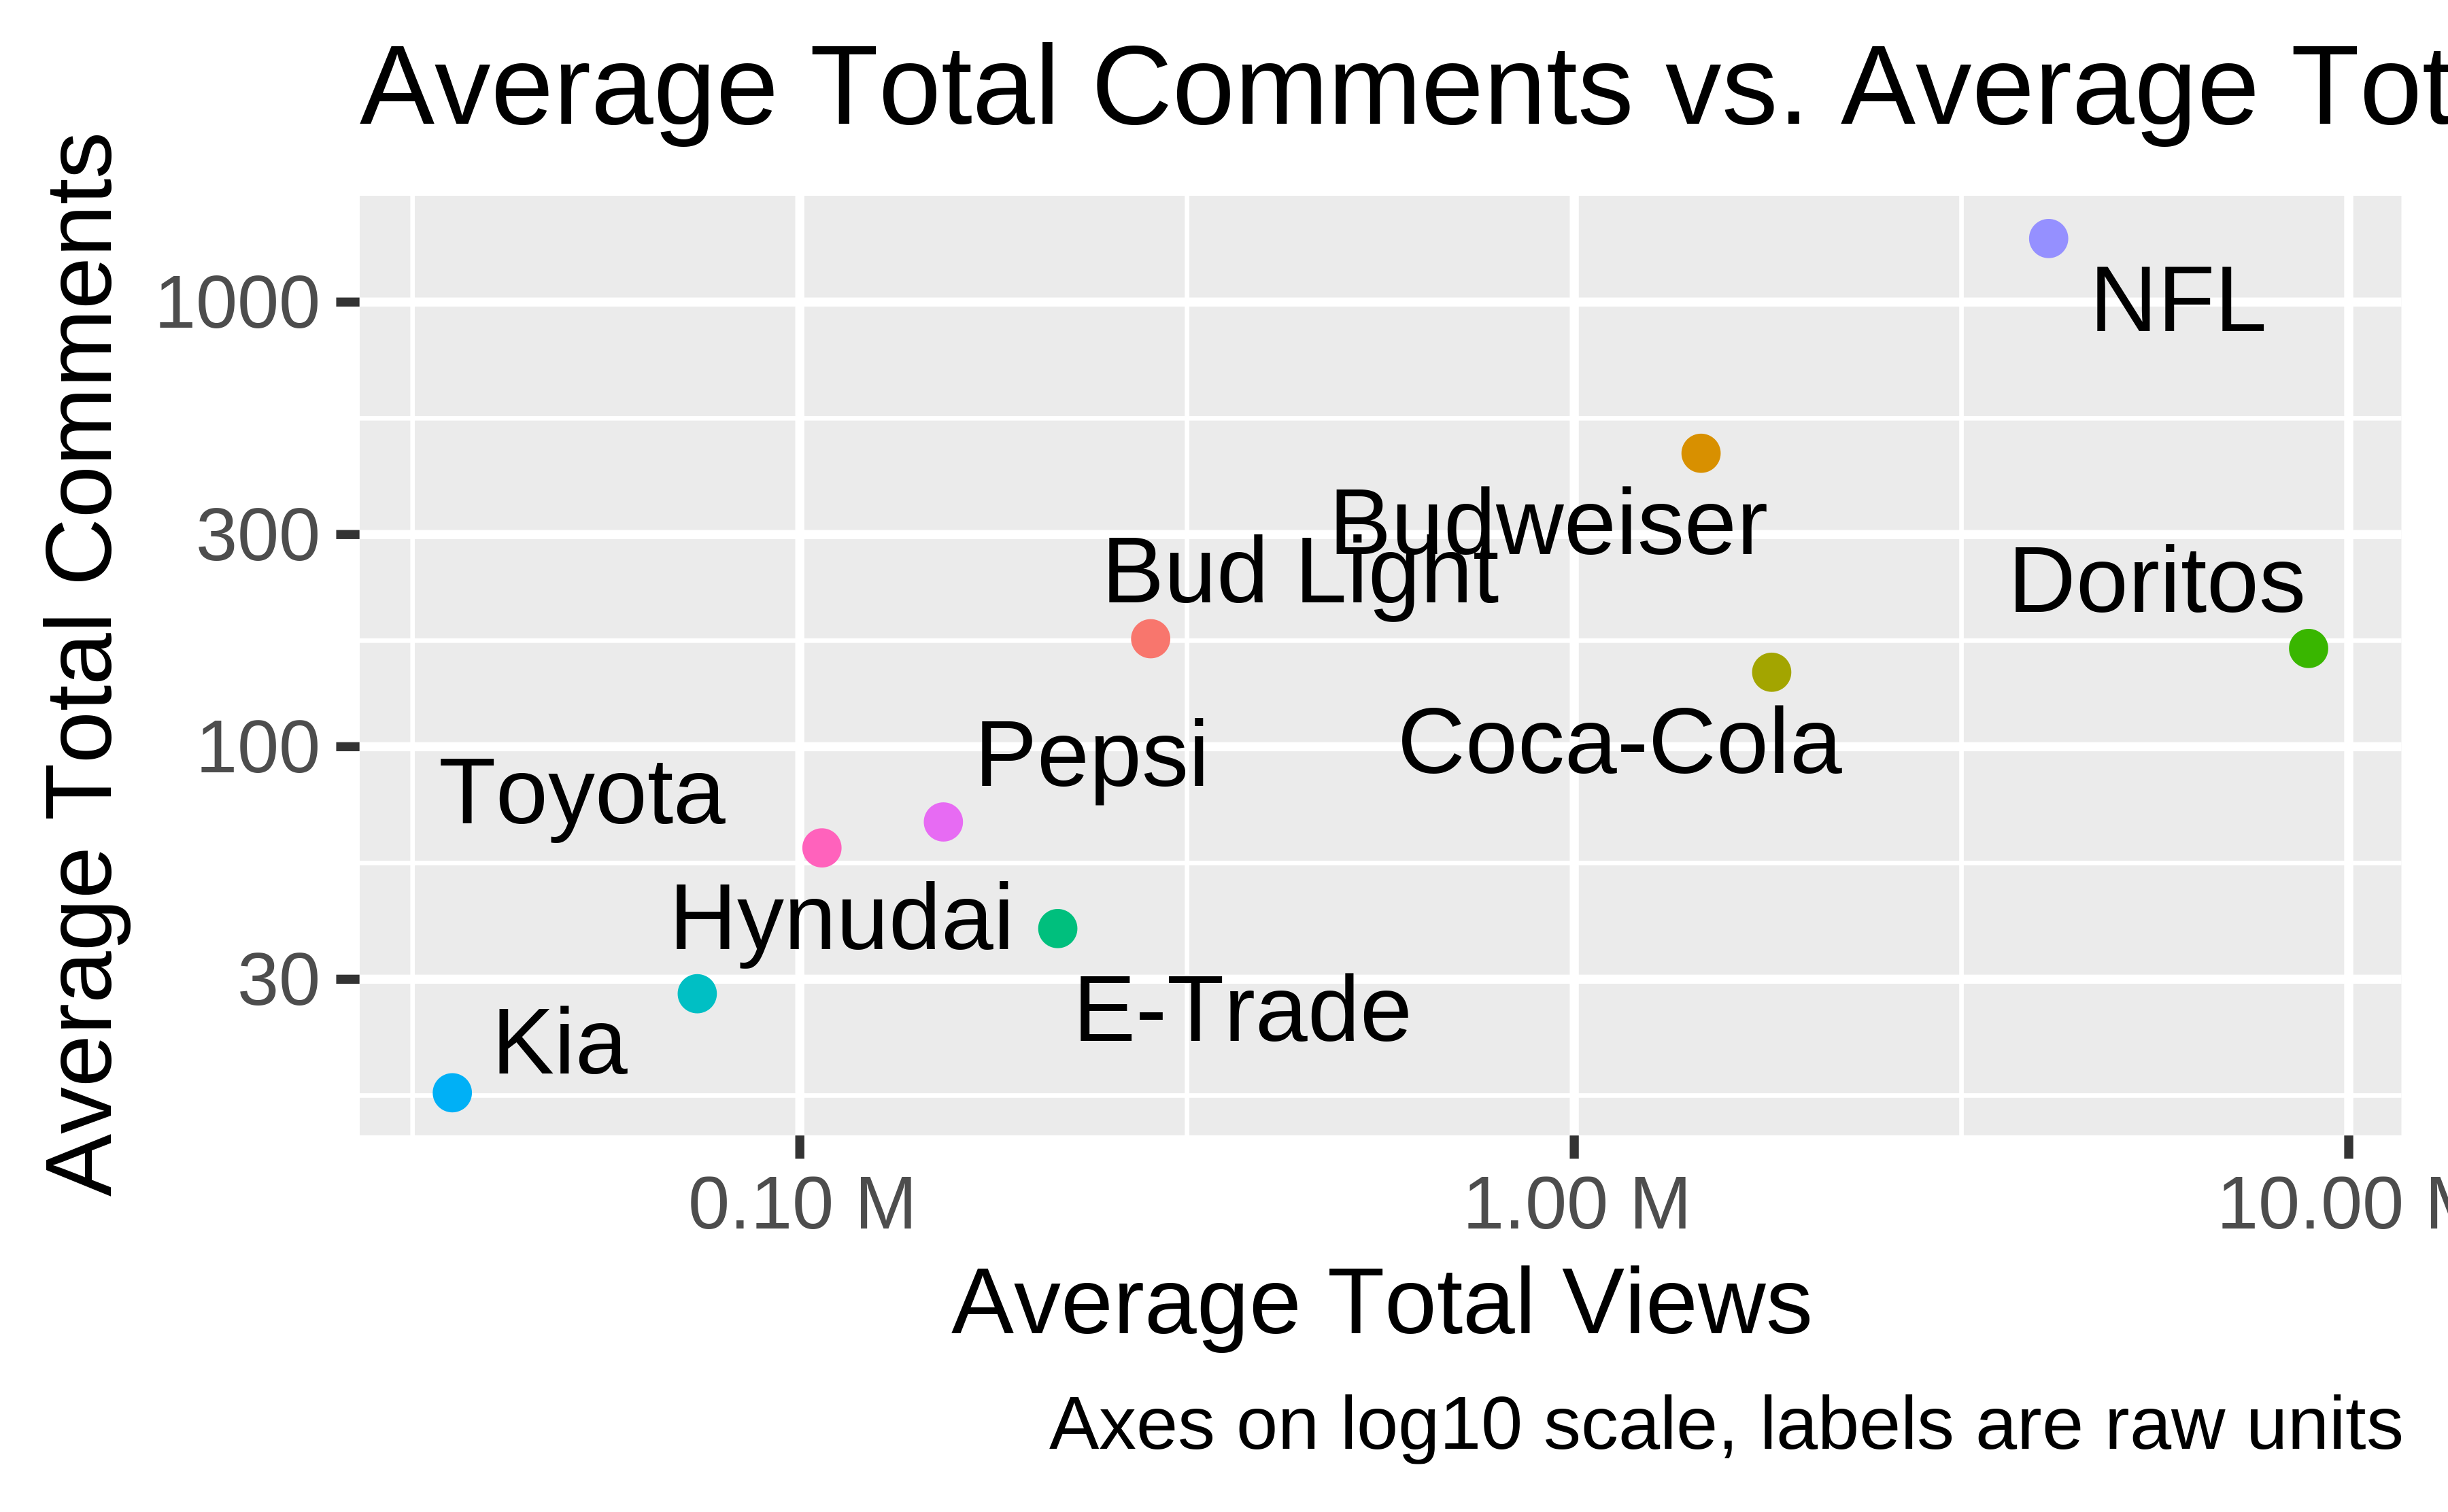 Average Total Comments vs. Average Tot
Average Total Comments
1000
300
100
30
NFL
Budweiser
Bud Light
Doritos
Pepsi
Coca-Cola
Toyota
Hynudai
E-Trade
Kia
0.10 M
1.00 M
10.00 M
Average Total Views
Axes on log10 scale, labels are raw units